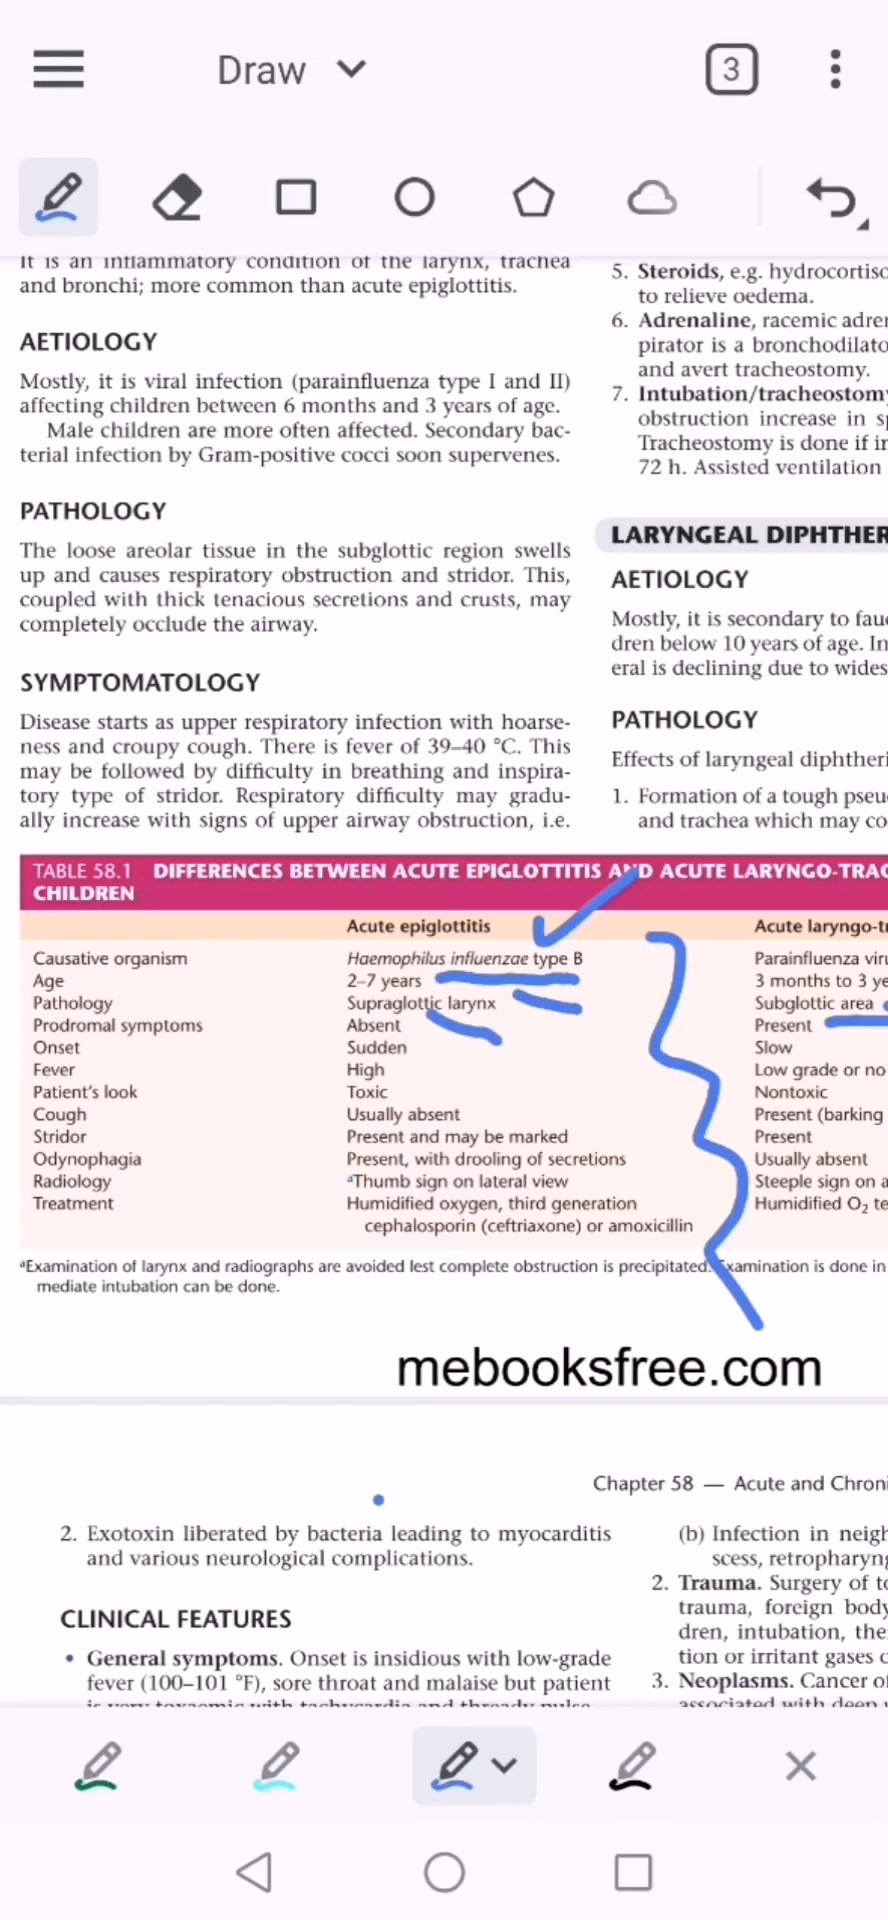 Draw
3
It is an inflammatory condition of the larynx, trachea
and bronchi; more common than acute epiglottitis.
AETIOLOGY
Mostly, it is viral infection (parainfluenza type I and II)
affecting children between 6 months and 3 years of age.
Male children are more often affected. Secondary bac-
terial infection by Gram-positive cocci soon supervenes.
PATHOLOGY
The loose areolar tissue in the subglottic region swells
up and causes respiratory obstruction and stridor. This,
coupled with thick tenacious secretions and crusts, may
completely occlude the airway.
SYMPTOMATOLOGY
Disease starts as upper respiratory infection with hoarse-
ness and croupy cough. There is fever of 39–40 °C. This
may be followed by difficulty in breathing and inspira-
tory type of stridor. Respiratory difficulty may gradu-
ally increase with signs of upper airway obstruction, i.e.
5. Steroids, e.g. hydrocortiso
to relieve oedema.
6. Adrenaline, racemic adre
pirator is a bronchodilato
and avert tracheostomy.
7. Intubation/tracheostomy
obstruction increase in s
Tracheostomy is done if i
72 h. Assisted ventilation
LARYNGEAL DIPHTHER
AETIOLOGY
Mostly, it is secondary to fau
dren below 10 years of age. In
eral is declining due to wides
PATHOLOGY
Effects of laryngeal diphtheri
1. Formation of a tough pseu
and trachea which may co
TABLE 58.1 DIFFERENCES BETWEEN ACUTE EPIGLOTTITIS AND ACUTE LARYNGO-TRAC
CHILDREN
Acute epiglottitis Acute laryngo-t
Causative organism Haemophilus influenzae type B Parainfluenza viru
Age 2–7 years 3 months to 3 ye
Pathology Supraglottic larynx Subglottic area
Prodromal symptoms Absent Present
Onset Sudden Slow
Fever High Low grade or no
Patient's look Toxic Nontoxic
Cough Usually absent Present (barking
Stridor Present and may be marked Present
Odynophagia Present, with drooling of secretions Usually absent
Radiology ᵃThumb sign on lateral view Steeple sign on a
Treatment Humidified oxygen, third generation Humidified O₂ te
cephalosporin (ceftriaxone) or amoxicillin
ᵃExamination of larynx and radiographs are avoided lest complete obstruction is precipitated. Examination is done in
mediate intubation can be done.
mebooksfree.com
Chapter 58 — Acute and Chroni
2. Exotoxin liberated by bacteria leading to myocarditis
and various neurological complications.
CLINICAL FEATURES
• General symptoms. Onset is insidious with low-grade
fever (100–101 °F), sore throat and malaise but patient
is very toxaemic with tachycardia and thready pulse.
(b) Infection in neigh
scess, retropharyng
2. Trauma. Surgery of to
trauma, foreign body
dren, intubation, the
tion or irritant gases
3. Neoplasms. Cancer of
associated with deep